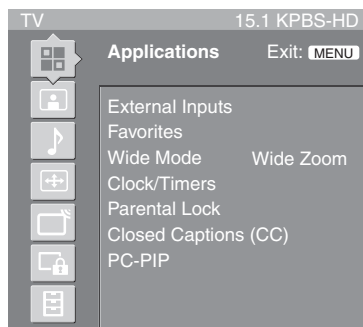 TV 15.1 KPBS-HD
Applications Exit: MENU
External Inputs
Favorites
Wide Mode Wide Zoom
Clock/Timers
Parental Lock
Closed Captions (CC)
PC-PIP